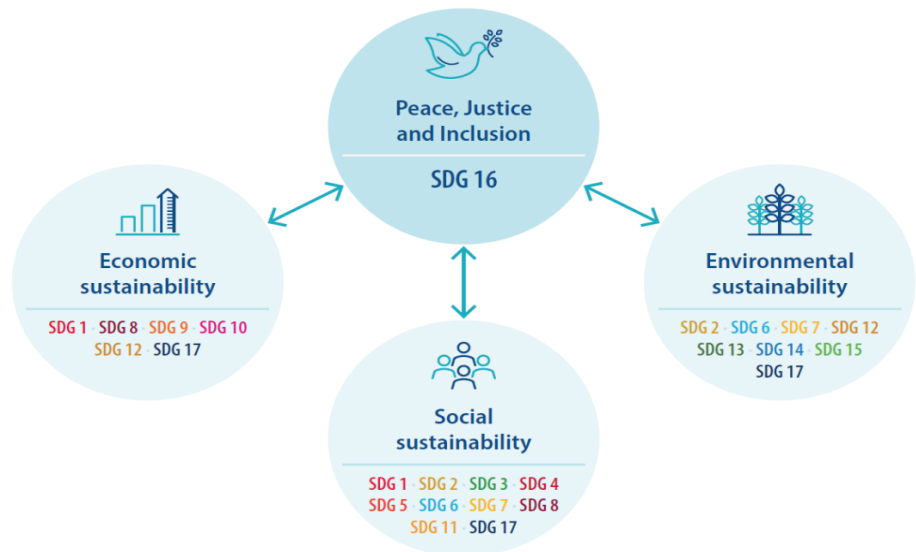 Peace, Justice
and Inclusion
SDG 16
Economic
sustainability
SDG 1 · SDG 8 · SDG 9 · SDG 10
SDG 12 · SDG 17
Social
sustainability
SDG 1 · SDG 2 · SDG 3 · SDG 4
SDG 5 · SDG 6 · SDG 7 · SDG 8
SDG 11 · SDG 17
Environmental
sustainability
SDG 2 · SDG 6 · SDG 7 · SDG 12
SDG 13 · SDG 14 · SDG 15
SDG 17